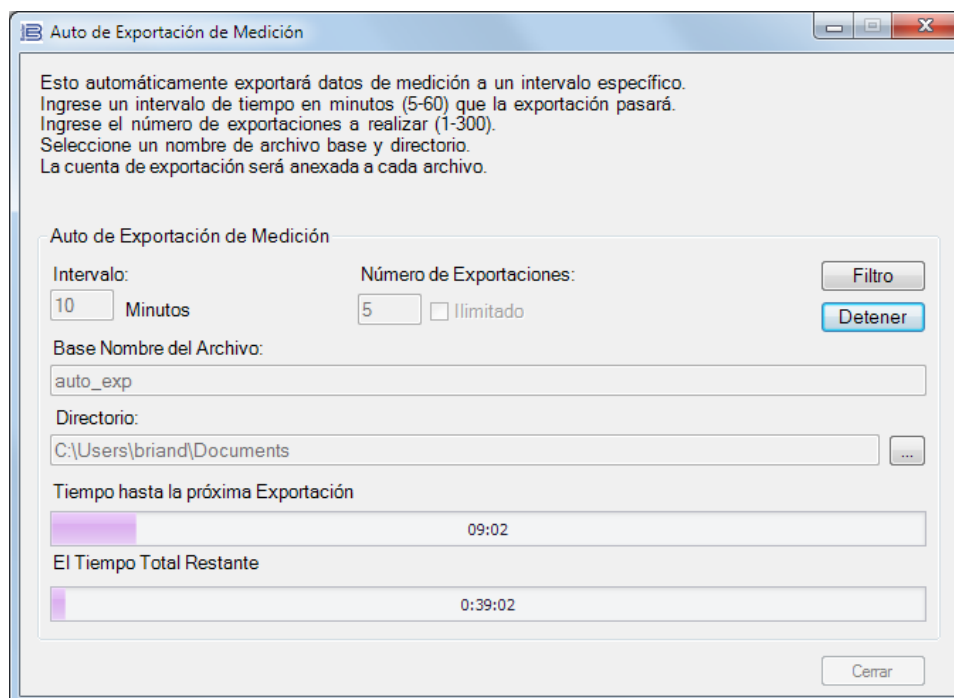 Auto de Exportación de Medición
Esto automáticamente exportará datos de medición a un intervalo específico.
Ingrese un intervalo de tiempo en minutos (5-60) que la exportación pasará.
Ingrese el número de exportaciones a realizar (1-300).
Seleccione un nombre de archivo base y directorio.
La cuenta de exportación será anexada a cada archivo.
Auto de Exportación de Medición
Intervalo: Número de Exportaciones: Filtro
10 Minutos 5 Ilimitado Detener
Base Nombre del Archivo:
auto_exp
Directorio:
C:\Users\briand\Documents ...
Tiempo hasta la próxima Exportación
09:02
El Tiempo Total Restante
0:39:02
Cerrar